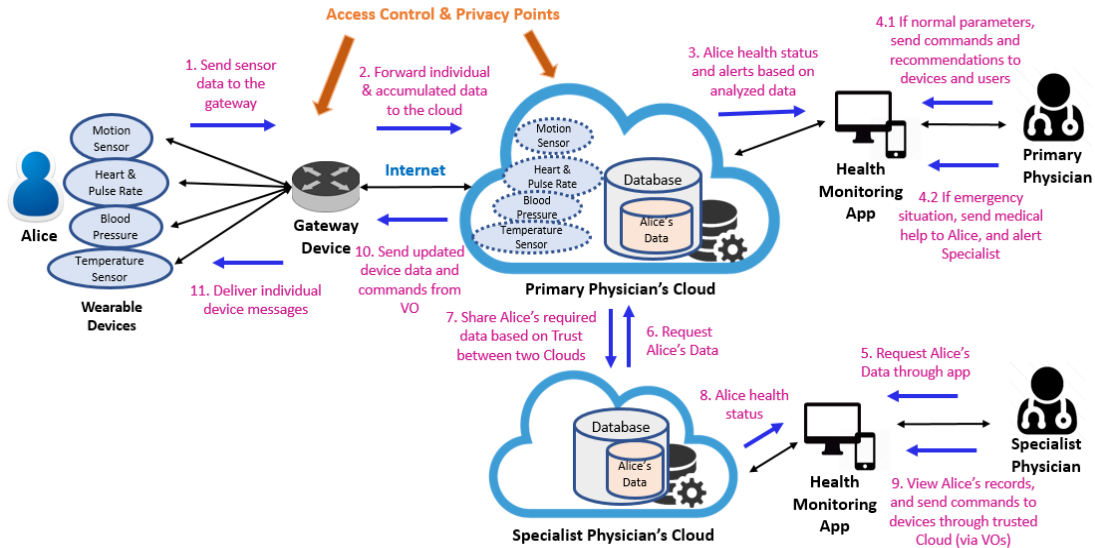 Access Control & Privacy Points
1. Send sensor
data to the
gateway
2. Forward individual
& accumulated data
to the cloud
3. Alice health status
and alerts based on
analyzed data
4.1 If normal parameters,
send commands and
recommendations to
devices and users
Motion
Sensor
Heart &
Pulse Rate
Blood
Pressure
Temperature
Sensor
Alice
Wearable
Devices
Internet
Gateway
Device
Motion
Sensor
Heart &
Pulse Rate
Blood
Pressure
Temperature
Sensor
Database
Alice's
Data
Primary Physician's Cloud
Health
Monitoring
App
Primary
Physician
4.2 If emergency
situation, send medical
help to Alice, and alert
Specialist
10. Send updated
device data and
commands from
VO
11. Deliver individual
device messages
7. Share Alice's required
data based on Trust
between two Clouds
6. Request
Alice's Data
5. Request Alice's
Data through app
8. Alice health
status
Database
Alice's
Data
Specialist Physician's Cloud
Health
Monitoring
App
Specialist
Physician
9. View Alice's records,
and send commands to
devices through trusted
Cloud (via VOs)